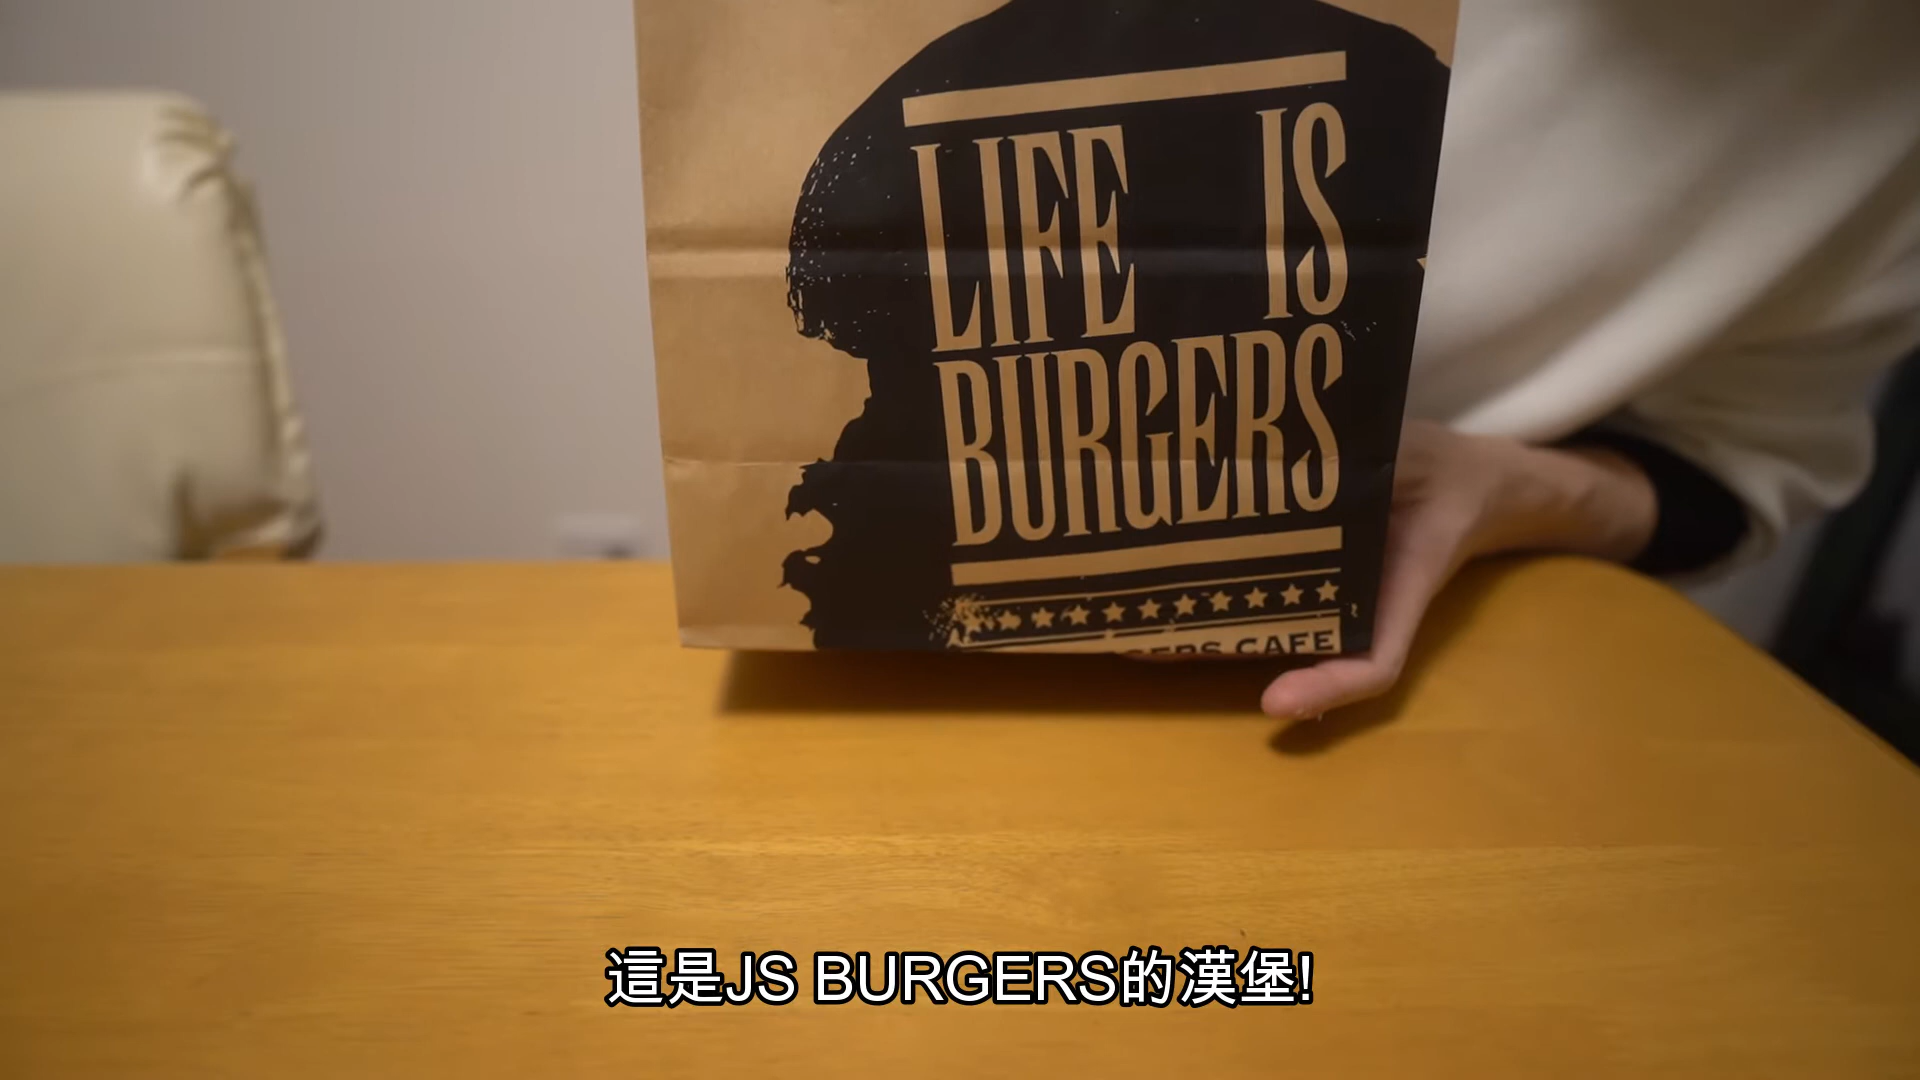 LIFE IS
BURGERS
CAFE
這是JS BURGERS的漢堡!